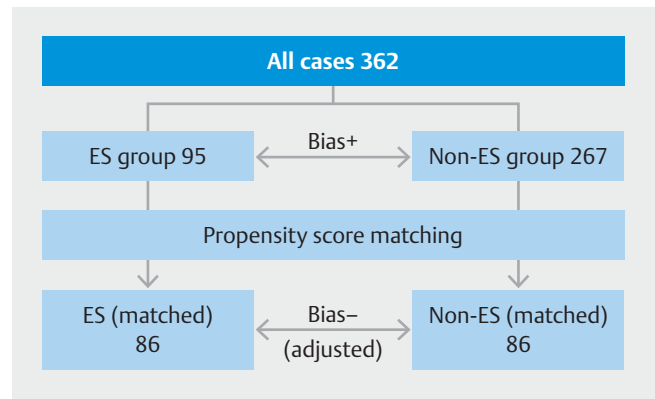 All cases 362
ES group 95
Bias+
Non-ES group 267
Propensity score matching
ES (matched)
86
Bias–
(adjusted)
Non-ES (matched)
86